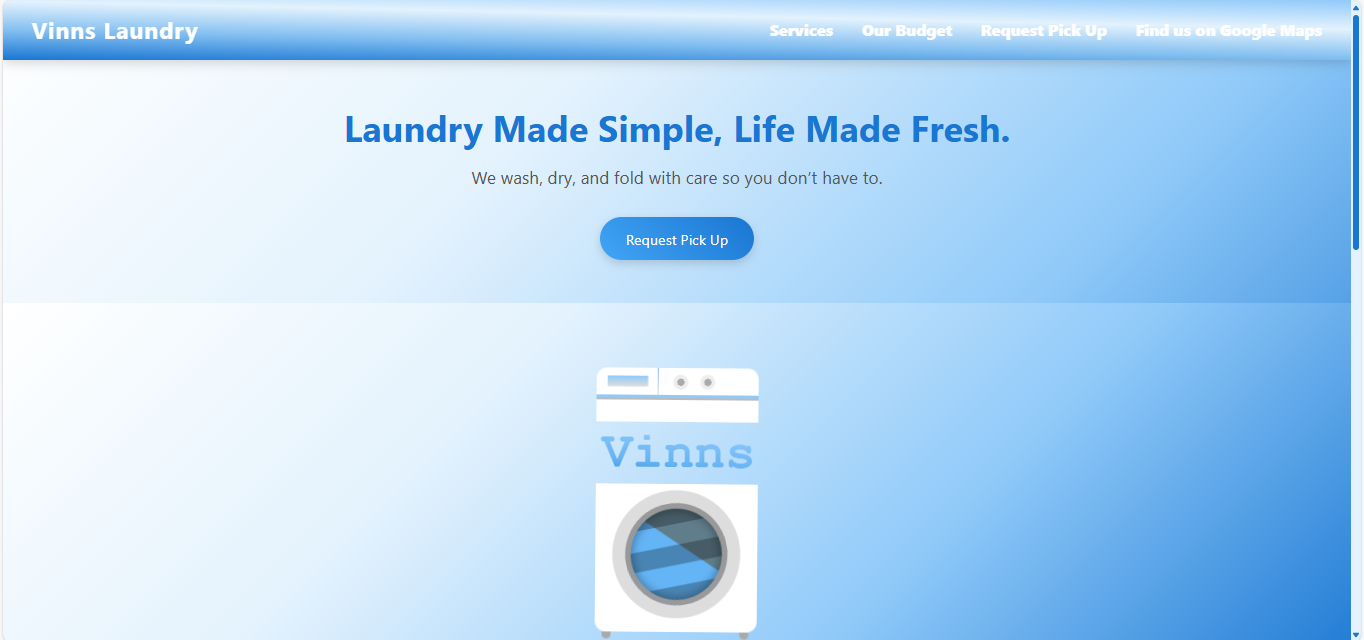 Vinns Laundry
Services Our Budget Request Pick Up Find us on Google Maps
Laundry Made Simple, Life Made Fresh.
We wash, dry, and fold with care so you don’t have to.
Request Pick Up
Vinns